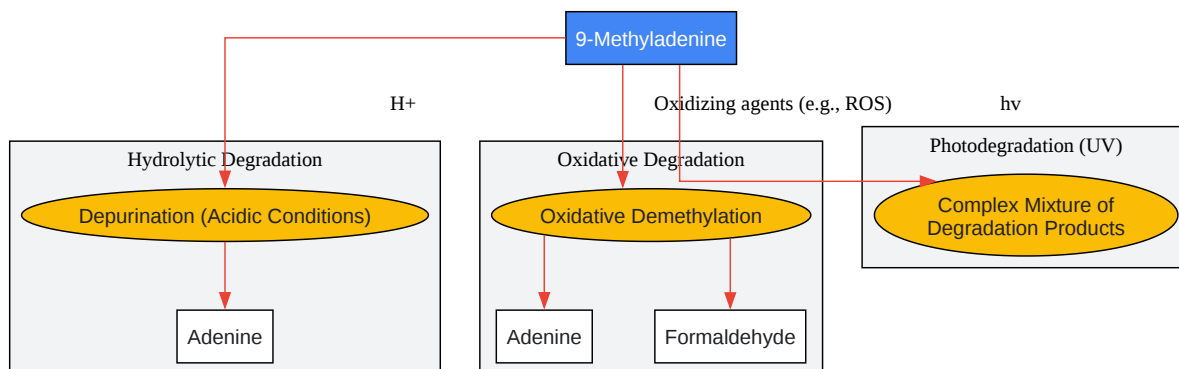 9-Methyladenine
H+
Oxidizing agents (e.g., ROS)
hv
Hydrolytic Degradation
Oxidative Degradation
Photodegradation (UV)
Depurination (Acidic Conditions)
Oxidative Demethylation
Complex Mixture of
Degradation Products
Adenine
Adenine
Formaldehyde